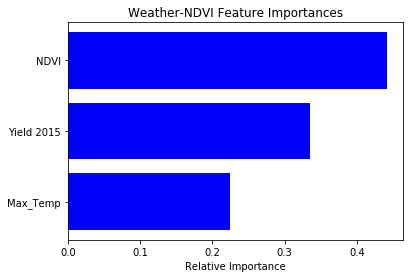 Weather-NDVI Feature Importances
NDVI
Yield 2015
Max_Temp
0.0 0.1 0.2 0.3 0.4
Relative Importance